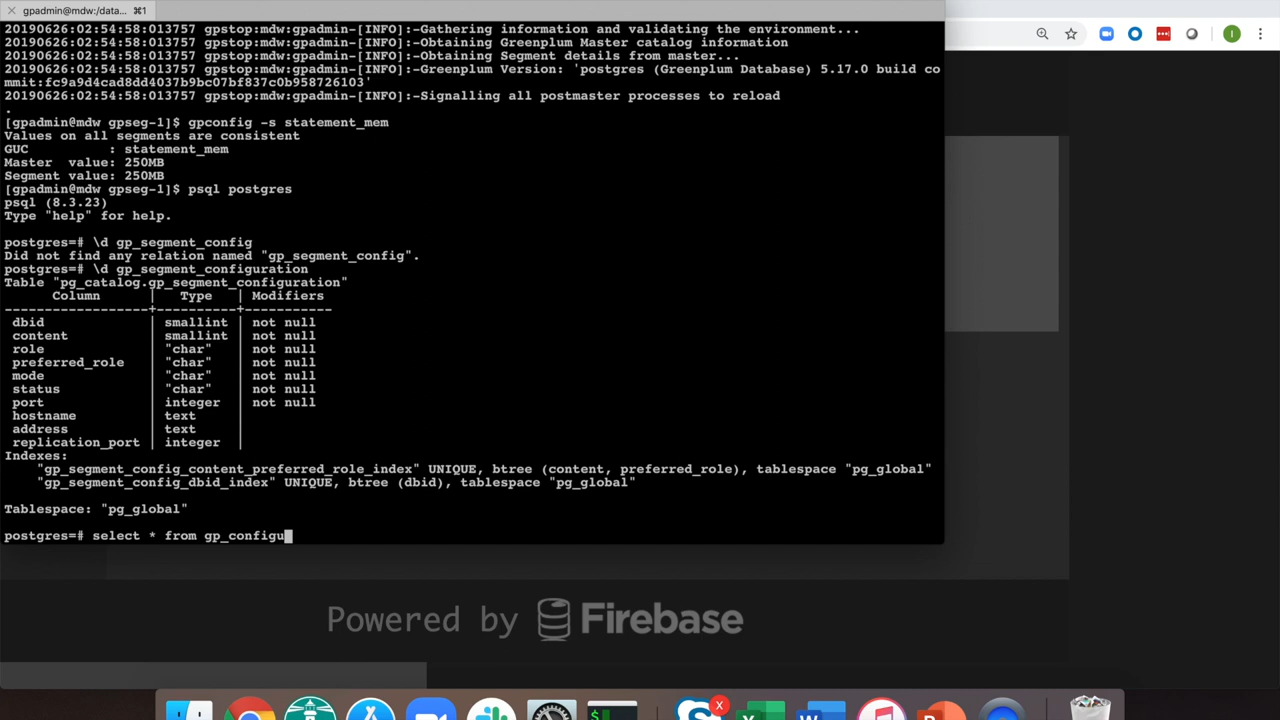 gpadmin@mdw:/data... ⌘1
20190626:02:54:58:013757 gpstop:mdw:gpadmin-[INFO]:-Gathering information and validating the environment...
20190626:02:54:58:013757 gpstop:mdw:gpadmin-[INFO]:-Obtaining Greenplum Master catalog information
20190626:02:54:58:013757 gpstop:mdw:gpadmin-[INFO]:-Obtaining Segment details from master...
20190626:02:54:58:013757 gpstop:mdw:gpadmin-[INFO]:-Greenplum Version: 'postgres (Greenplum Database) 5.17.0 build co
mmit:fc9a9d4cad8dd4037b9bc07bf837c0b958726103'
20190626:02:54:58:013757 gpstop:mdw:gpadmin-[INFO]:-Signalling all postmaster processes to reload
.
[gpadmin@mdw gpseg-1]$ gpconfig -s statement_mem
Values on all segments are consistent
GUC          : statement_mem
Master  value: 250MB
Segment value: 250MB
[gpadmin@mdw gpseg-1]$ psql postgres
psql (8.3.23)
Type "help" for help.
postgres=# \d gp_segment_config
Did not find any relation named "gp_segment_config".
postgres=# \d gp_segment_configuration
Table "pg_catalog.gp_segment_configuration"
      Column      |   Type   | Modifiers
------------------+----------+-----------
 dbid             | smallint | not null
 content          | smallint | not null
 role             | "char"   | not null
 preferred_role   | "char"   | not null
 mode             | "char"   | not null
 status           | "char"   | not null
 port             | integer  | not null
 hostname         | text     |
 address          | text     |
 replication_port | integer  |
Indexes:
    "gp_segment_config_content_preferred_role_index" UNIQUE, btree (content, preferred_role), tablespace "pg_global"
    "gp_segment_config_dbid_index" UNIQUE, btree (dbid), tablespace "pg_global"
Tablespace: "pg_global"
postgres=# select * from gp_configu
Powered by Firebase